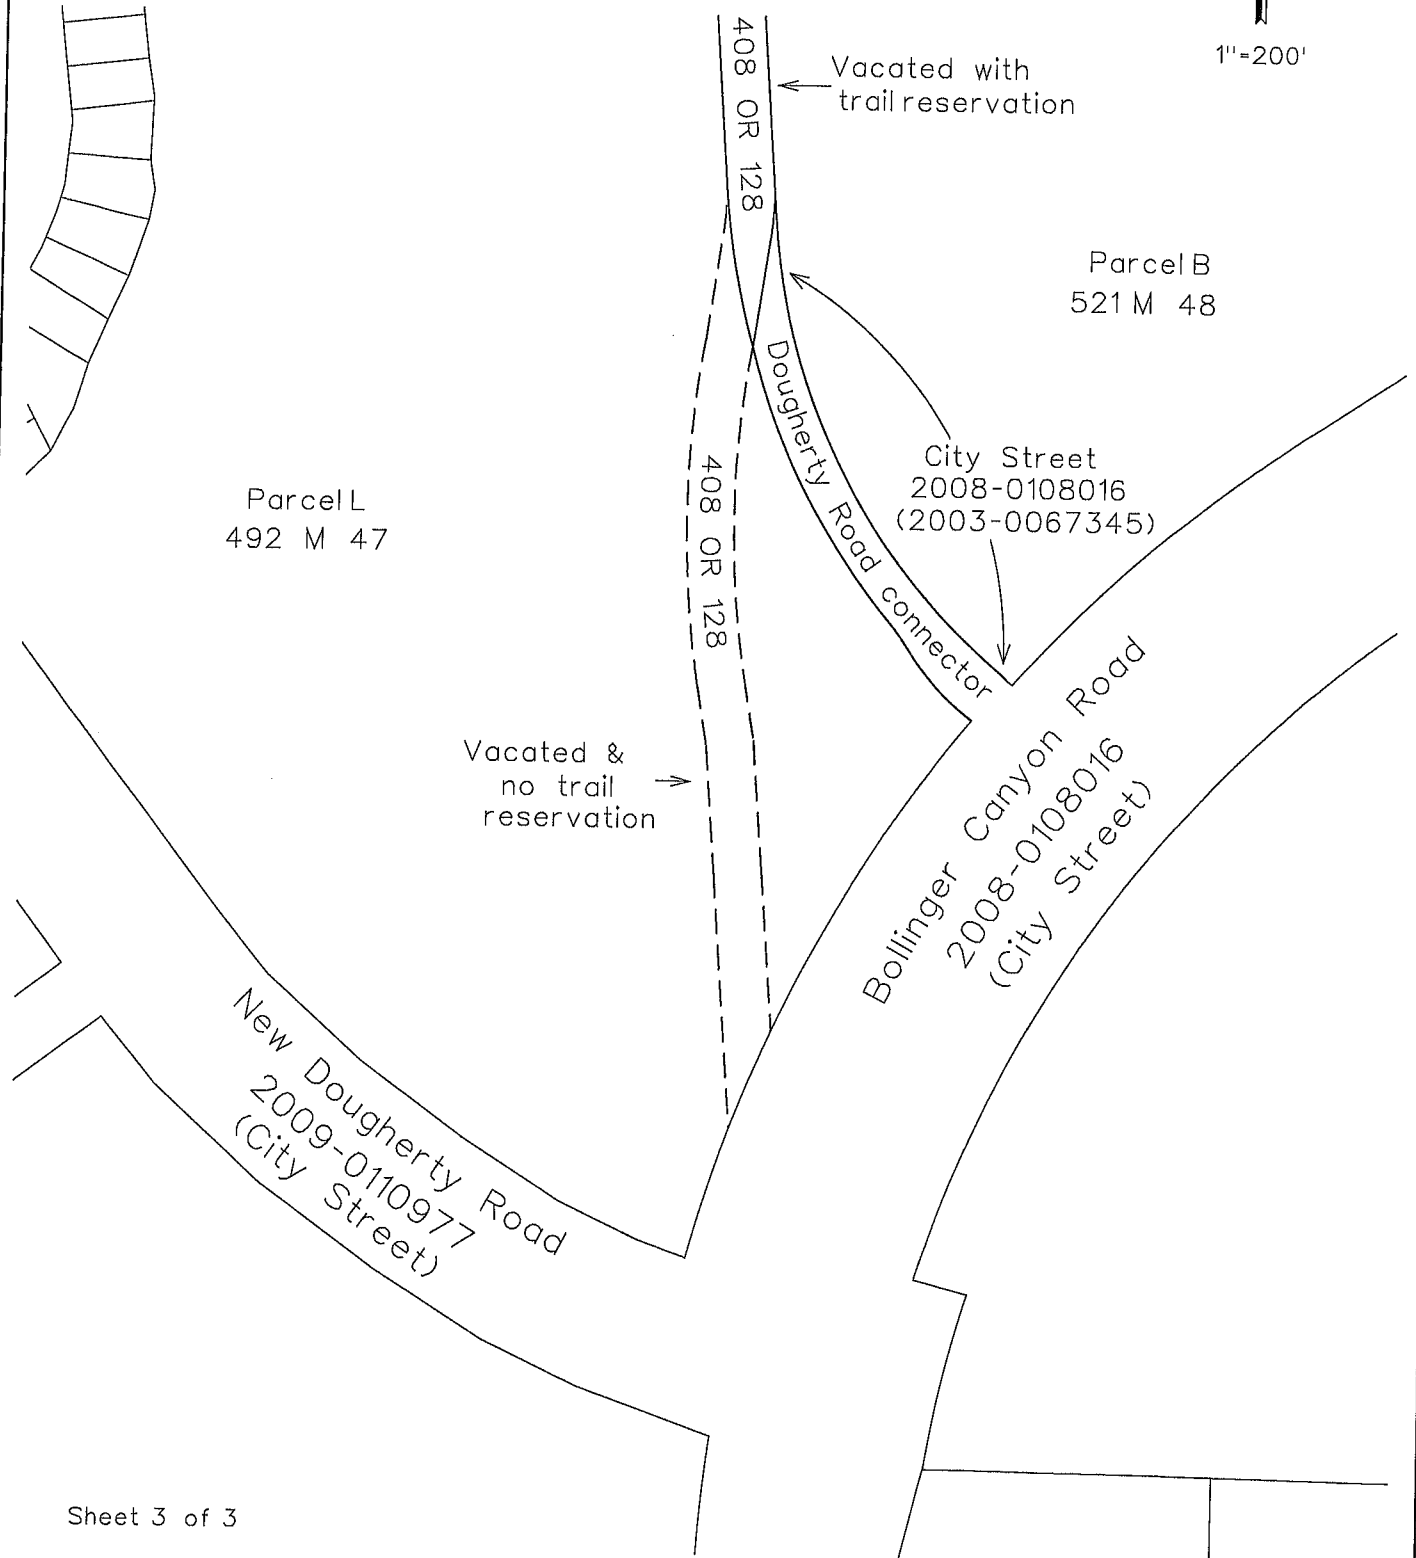 1"=200'
408 OR 128
Vacated with
trail reservation
Parcel B
521 M 48
Dougherty Road connector
City Street
2008-0108016
(2003-0067345)
Parcel L
492 M 47
408 OR 128
Vacated &
no trail
reservation
Bollinger Canyon Road
2008-0108016
(City Street)
New Dougherty Road
2009-0110977
(City Street)
Sheet 3 of 3